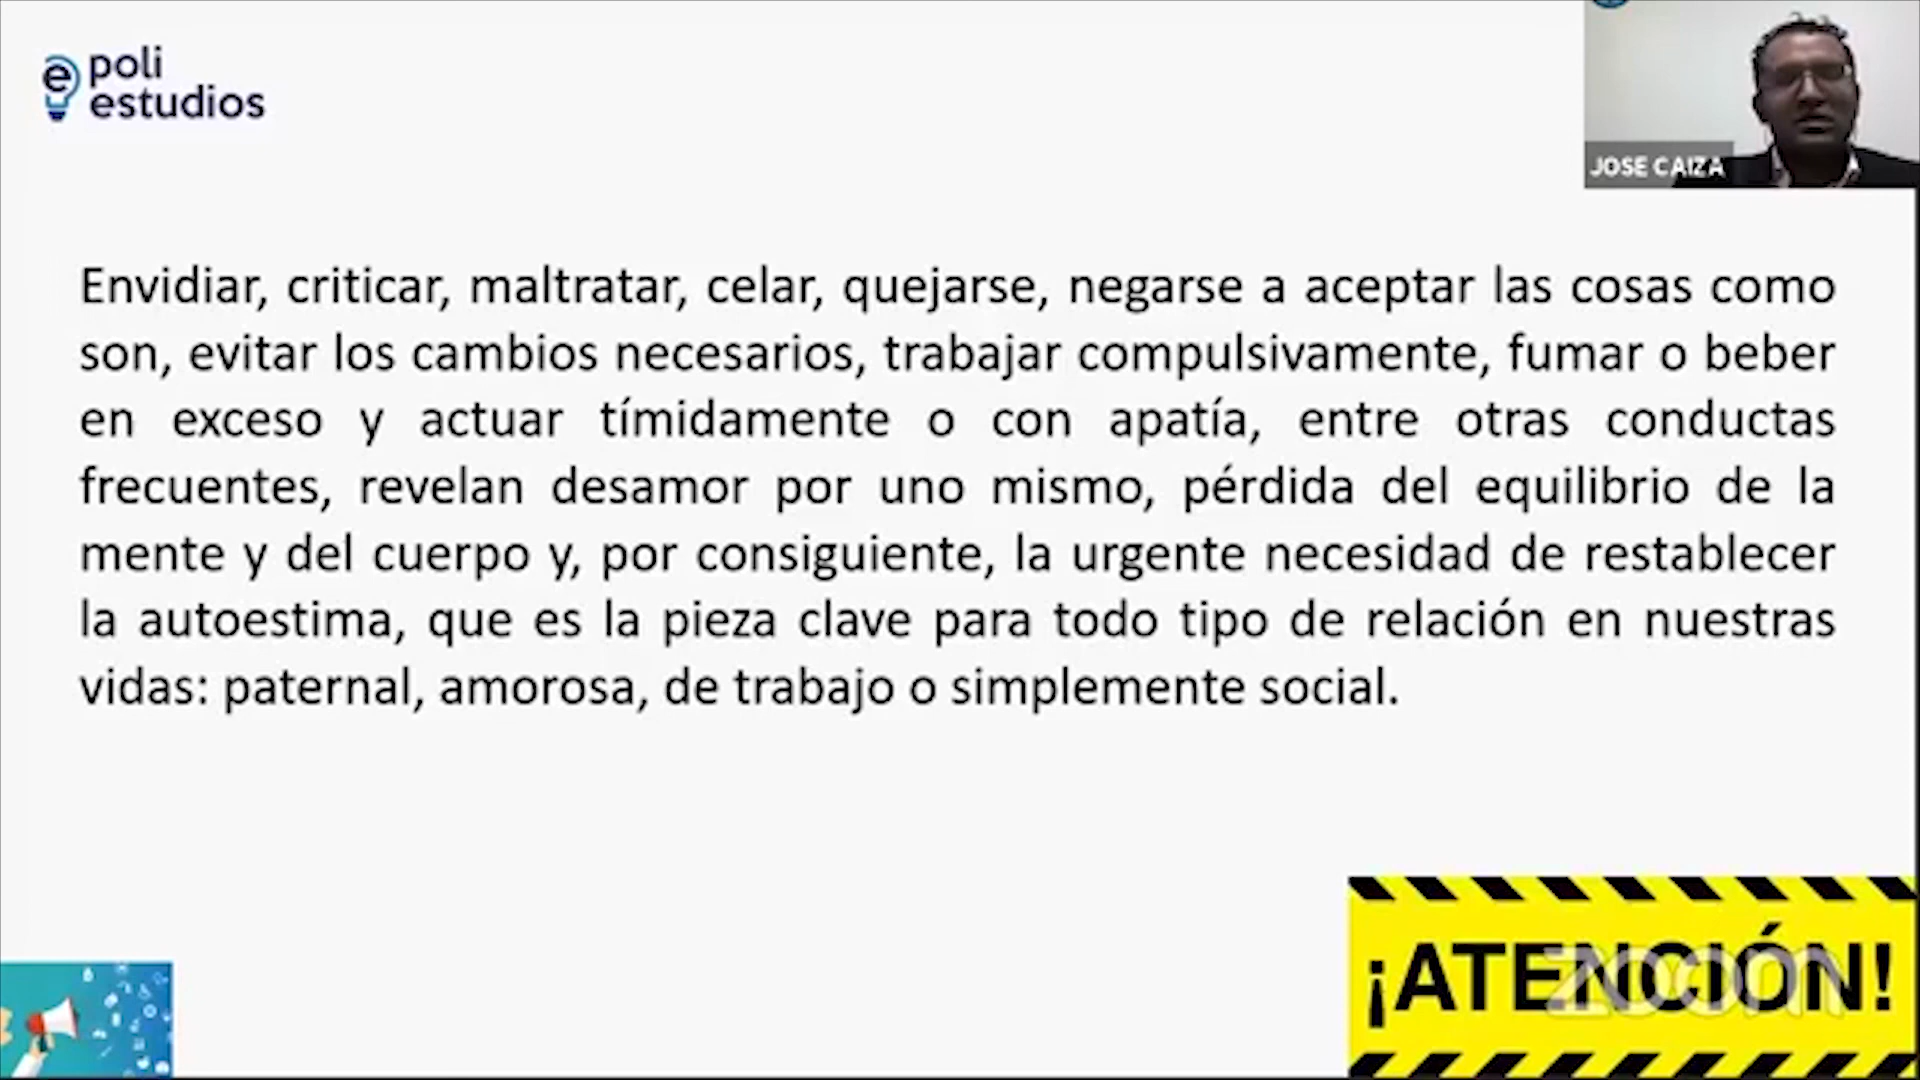 poli
estudios
JOSE CAIZA
Envidiar, criticar, maltratar, celar, quejarse, negarse a aceptar las cosas como
son, evitar los cambios necesarios, trabajar compulsivamente, fumar o beber
en exceso y actuar tímidamente o con apatía, entre otras conductas
frecuentes, revelan desamor por uno mismo, pérdida del equilibrio de la
mente y del cuerpo y, por consiguiente, la urgente necesidad de restablecer
la autoestima, que es la pieza clave para todo tipo de relación en nuestras
vidas: paternal, amorosa, de trabajo o simplemente social.
¡ATENCIÓN!
zoom